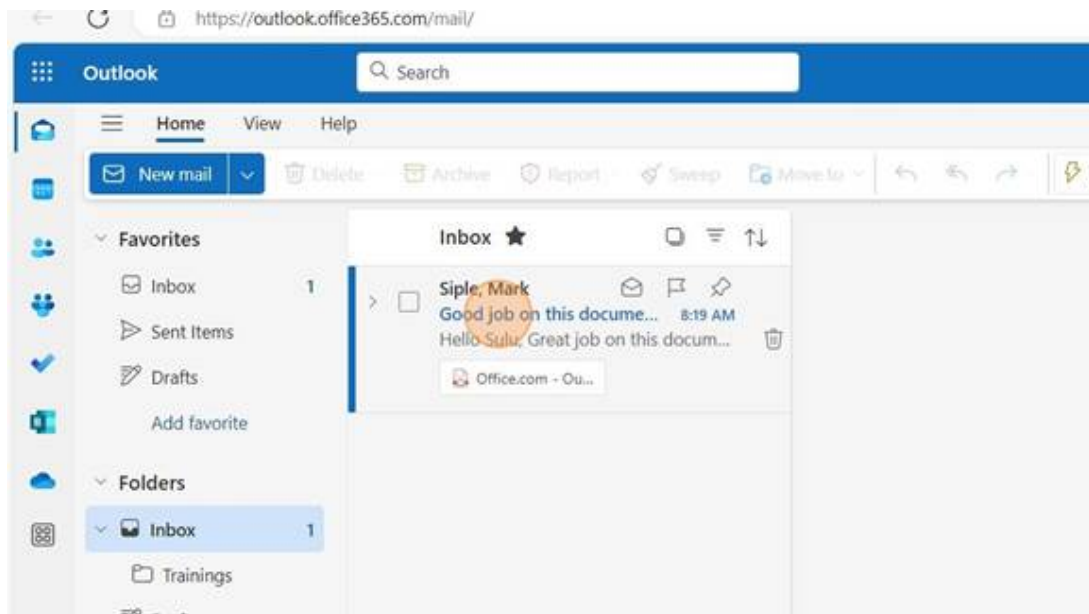 https://outlook.office365.com/mail/
Outlook
Search
Home View Help
New mail Delete Archive Report Sweep Move to
Favorites
Inbox 1
Sent Items
Drafts
Add favorite
Folders
Inbox 1
Trainings
Inbox
Siple, Mark
Good job on this docume... 8:19 AM
Hello Sulu, Great job on this docum...
Office.com - Ou...